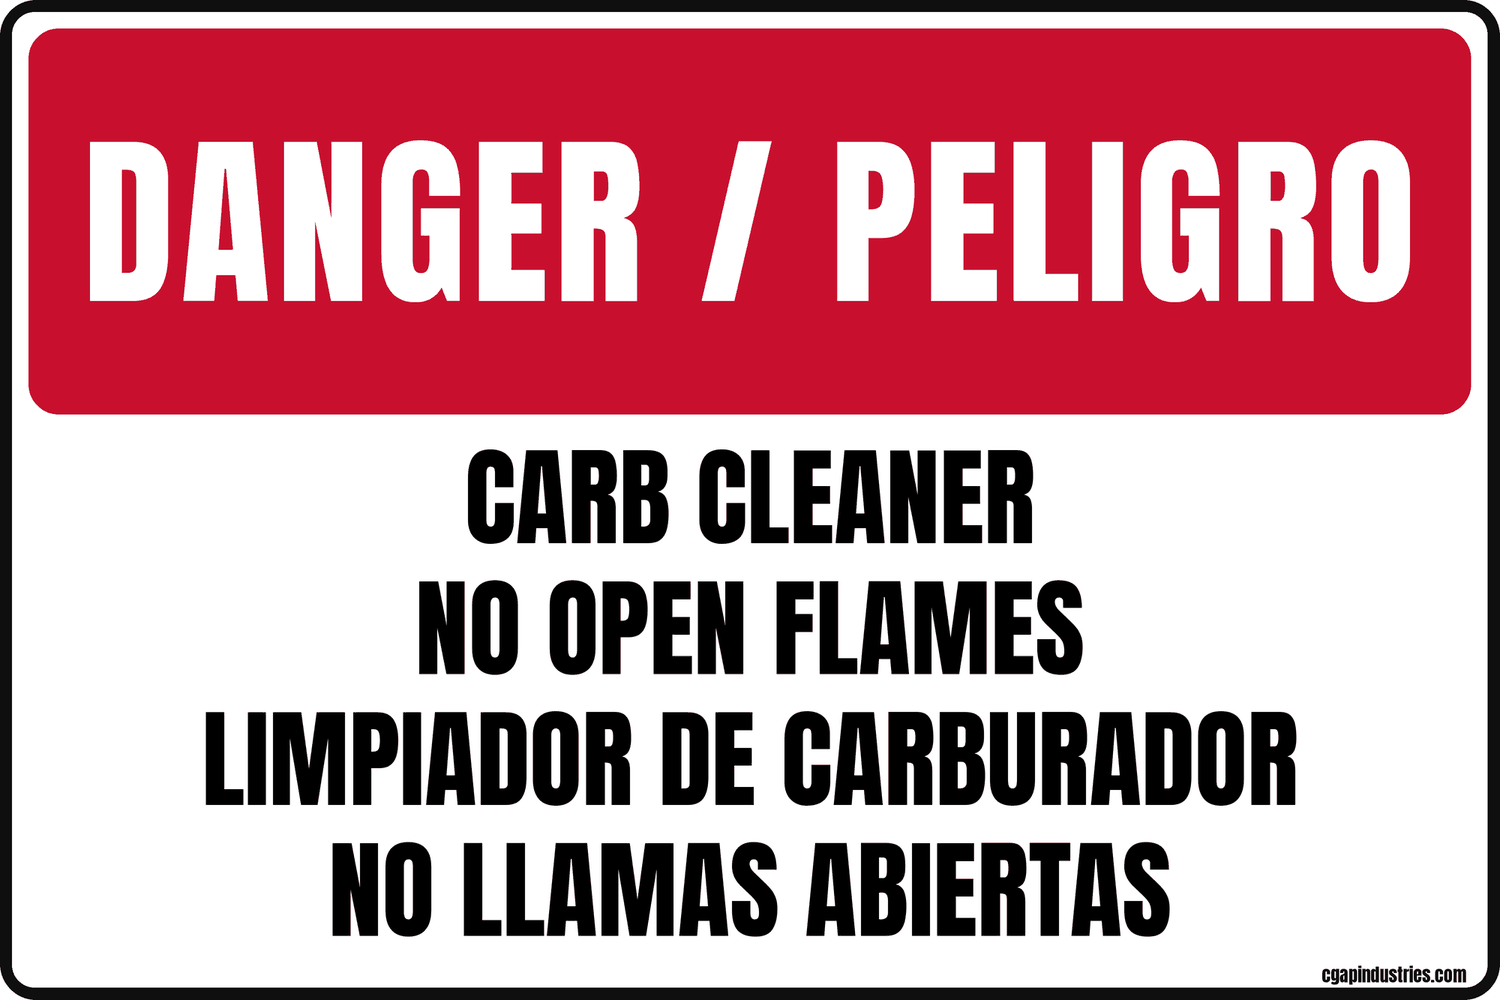 DANGER / PELIGRO
CARB CLEANER
NO OPEN FLAMES
LIMPIADOR DE CARBURADOR
NO LLAMAS ABIERTAS
cgapindustries.com